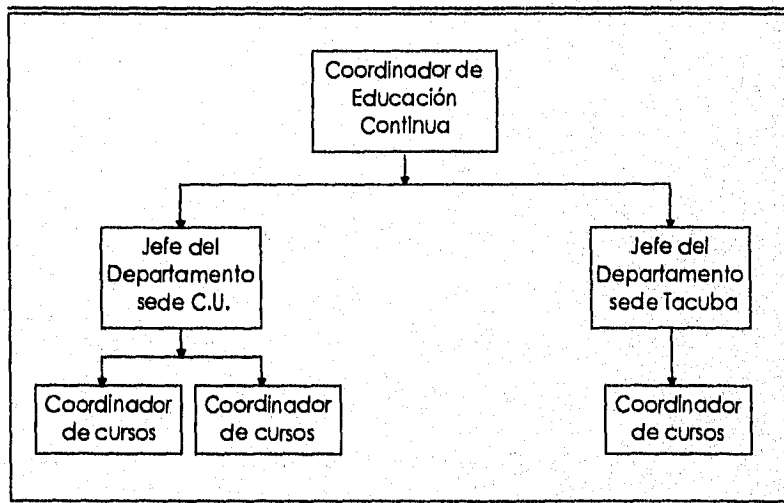 Coordinador de
Educación
Continua
Jefe del
Departamento
sede C.U.
Jefe del
Departamento
sede Tacuba
Coordinador
de cursos
Coordinador
de cursos
Coordinador
de cursos